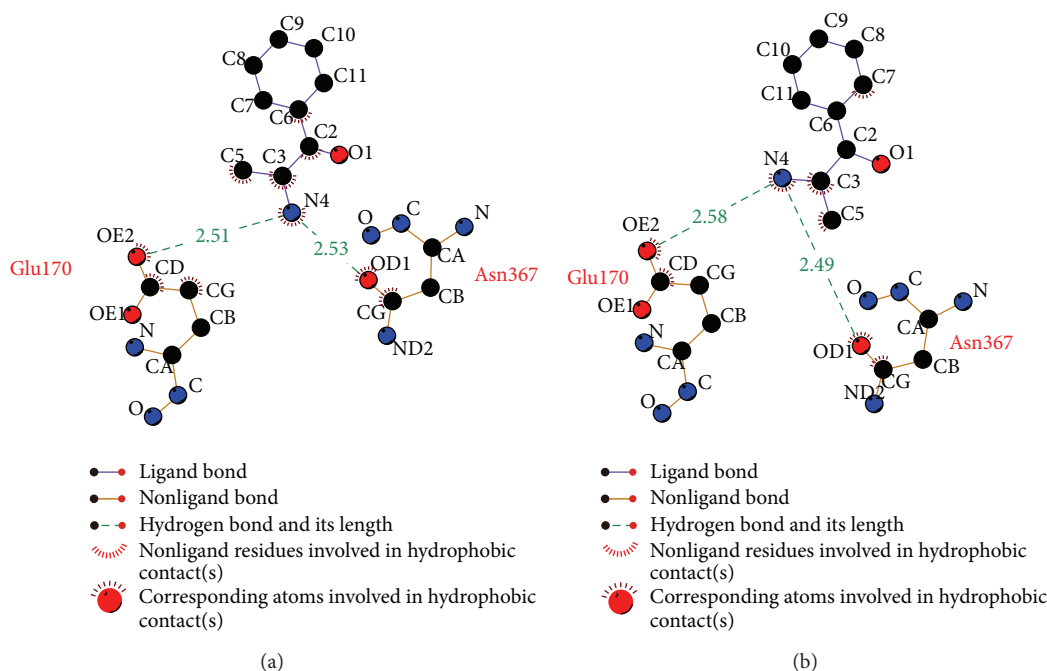 C9
C10
C8
C11
C7
C6
C2
O1
C5
C3
N4
OE2
2.51
2.53
O
C
N
Glu170
CD
OD1
CA
Asn367
CG
CG
CB
OE1
CB
N
ND2
CA
C
O
Ligand bond
Nonligand bond
Hydrogen bond and its length
Nonligand residues involved in hydrophobic
contact(s)
Corresponding atoms involved in hydrophobic
contact(s)
(a)
C9
C8
C10
C7
C11
C6
C2
O1
N4
C3
C5
2.58
OE2
2.49
Glu170
CD
CG
OE1
CB
N
CA
C
O
C
O
N
CA
OD1
Asn367
CG
CB
ND2
Ligand bond
Nonligand bond
Hydrogen bond and its length
Nonligand residues involved in hydrophobic
contact(s)
Corresponding atoms involved in hydrophobic
contact(s)
(b)